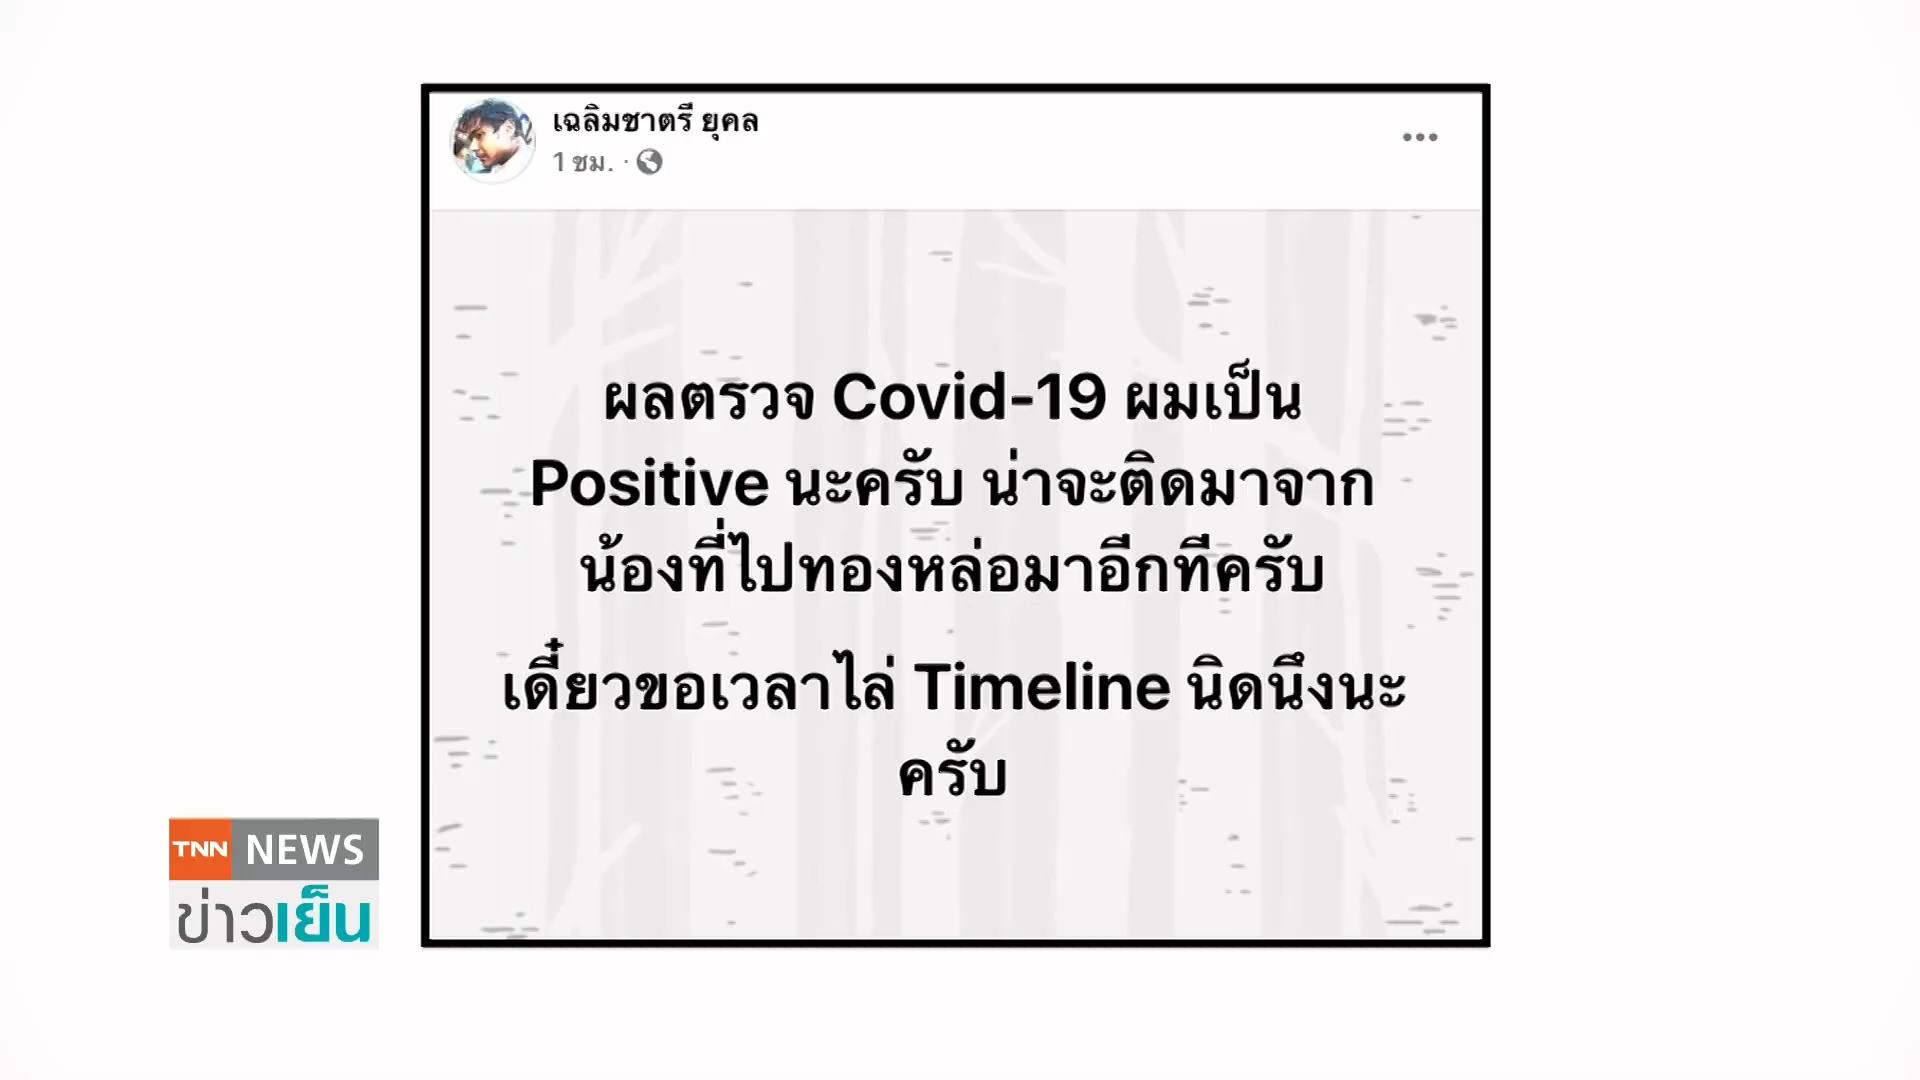 เฉลิมชาตรี ยุคล
1 ชม. ·
ผลตรวจ Covid-19 ผมเป็น
Positive นะครับ น่าจะติดมาจาก
น้องที่ไปทองหล่อมาอีกทีครับ
เดี๋ยวขอเวลาไล่ Timeline นิดนึงนะ
ครับ
TNN NEWS
ข่าวเย็น